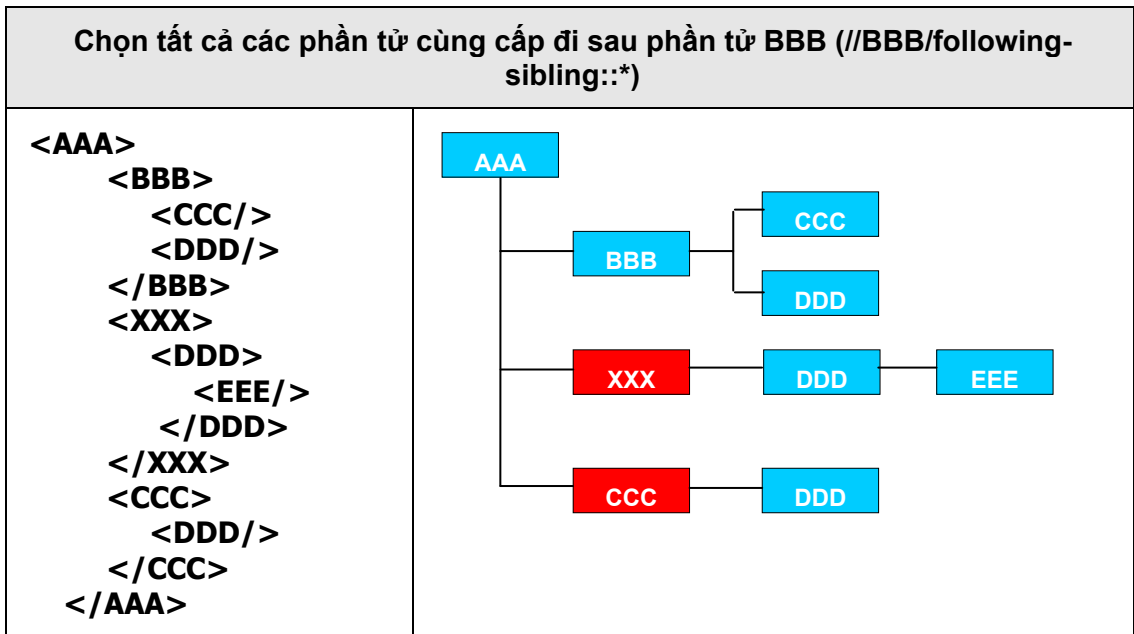 Chọn tất cả các phần tử cùng cấp đi sau phần tử BBB (//BBB/following-
sibling::*)
<AAA>
<BBB>
<CCC/>
<DDD/>
</BBB>
<XXX>
<DDD>
<EEE/>
</DDD>
</XXX>
<CCC>
<DDD/>
</CCC>
</AAA>
AAA
CCC
BBB
DDD
XXX DDD EEE
CCC DDD